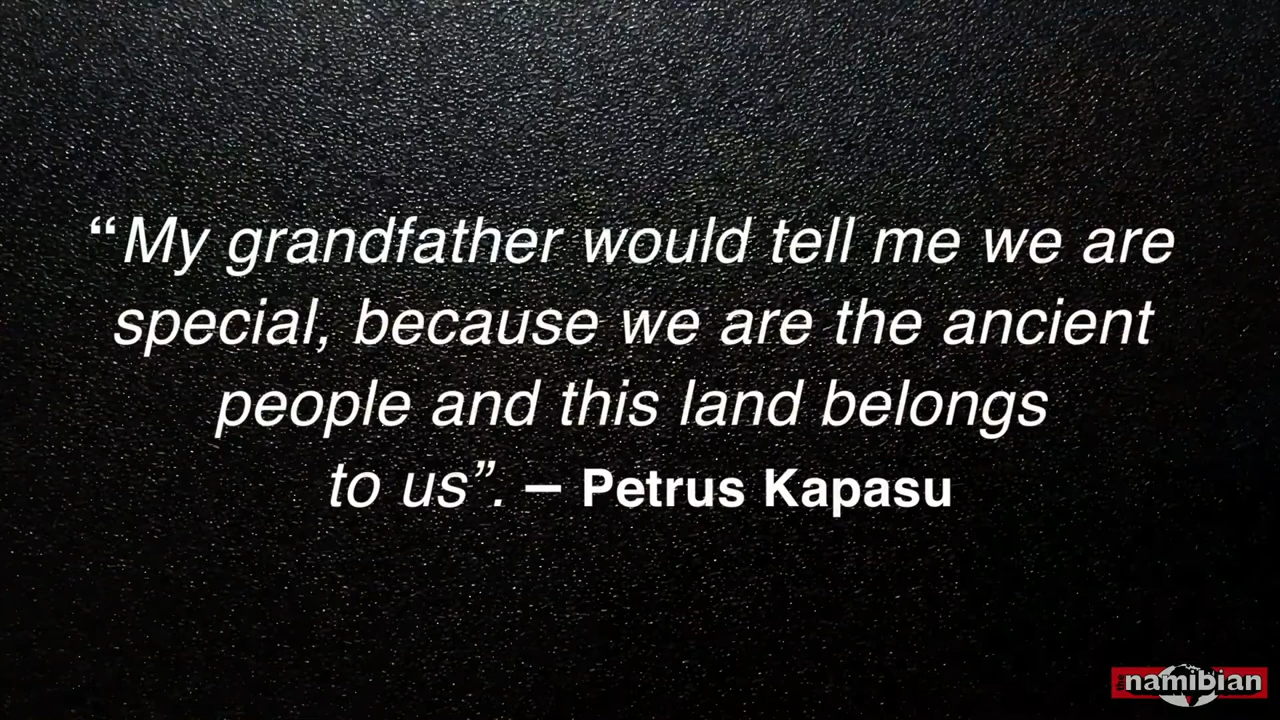 “My grandfather would tell me we are
special, because we are the ancient
people and this land belongs
to us”. – Petrus Kapasu
the namibian